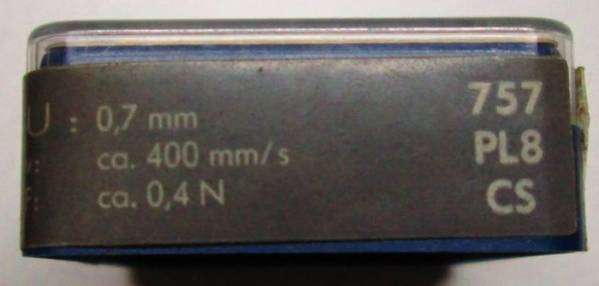 U: 0,7 mm
v: ca. 400 mm/s
f: ca. 0,4 N
757
PL8
CS